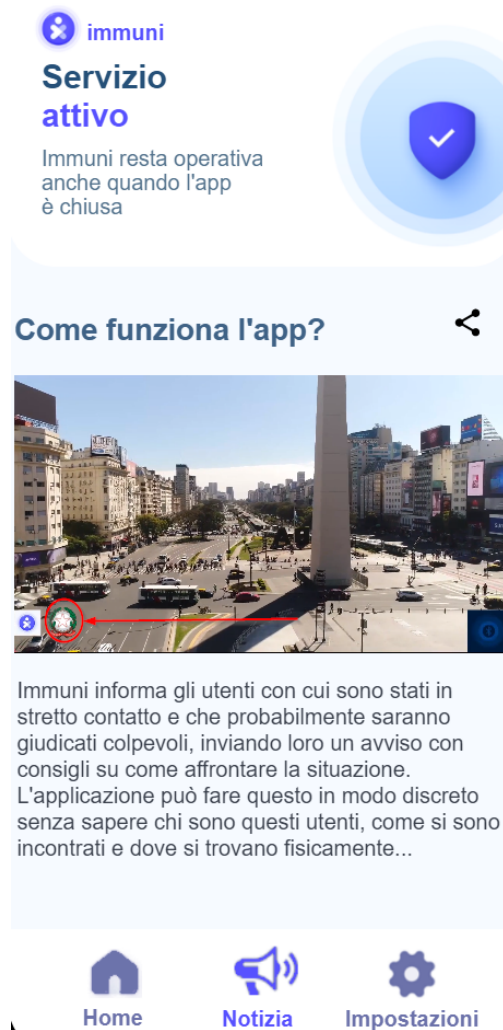 immuni
Servizio
attivo
Immuni resta operativa
anche quando l'app
è chiusa
Come funziona l'app?
Immuni informa gli utenti con cui sono stati in
stretto contatto e che probabilmente saranno
giudicati colpevoli, inviando loro un avviso con
consigli su come affrontare la situazione.
L'applicazione può fare questo in modo discreto
senza sapere chi sono questi utenti, come si sono
incontrati e dove si trovano fisicamente...
Home
Notizia
Impostazioni